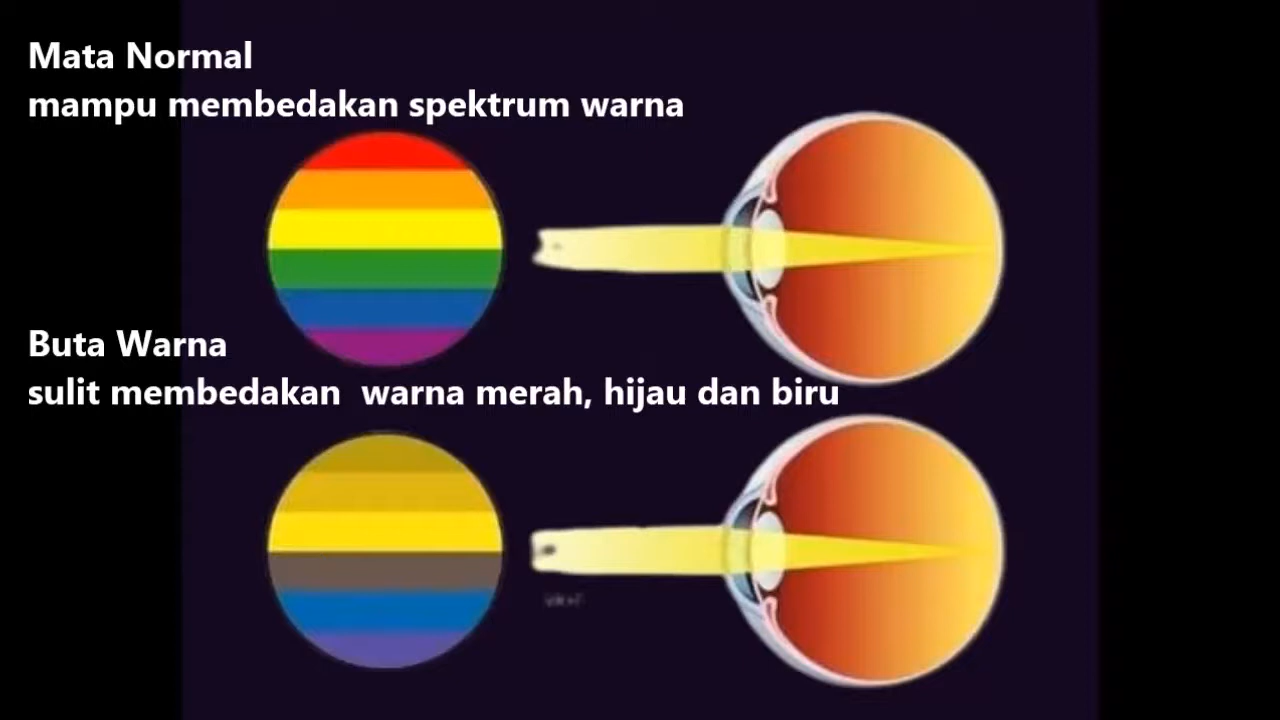 Mata Normal
mampu membedakan spektrum warna
Buta Warna
sulit membedakan  warna merah, hijau dan biru